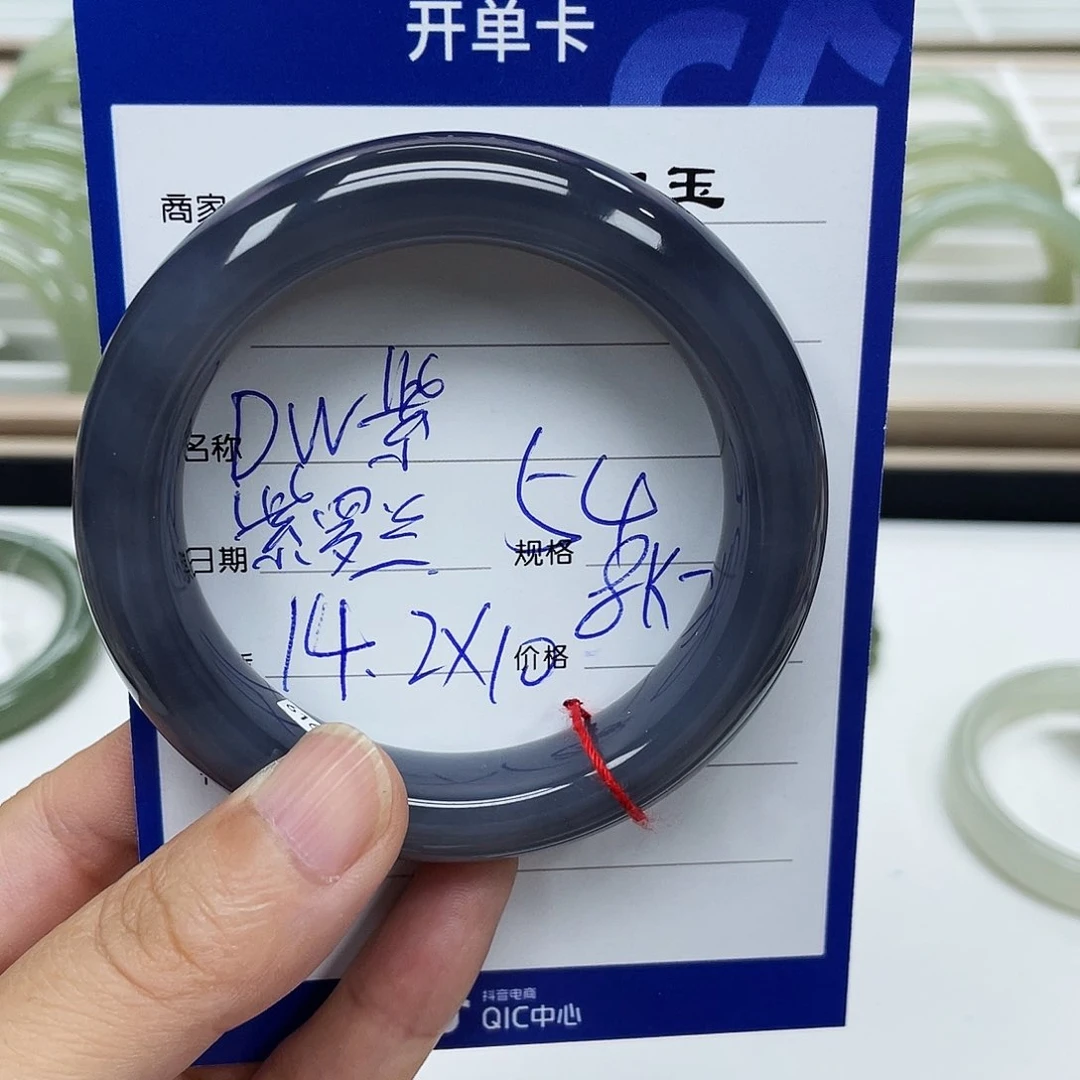 开单卡
商家 玉
名称 DW紫
紫罗兰 54
日期 规格
8K-
14.2X10 价格
010
抖音电商
QIC中心